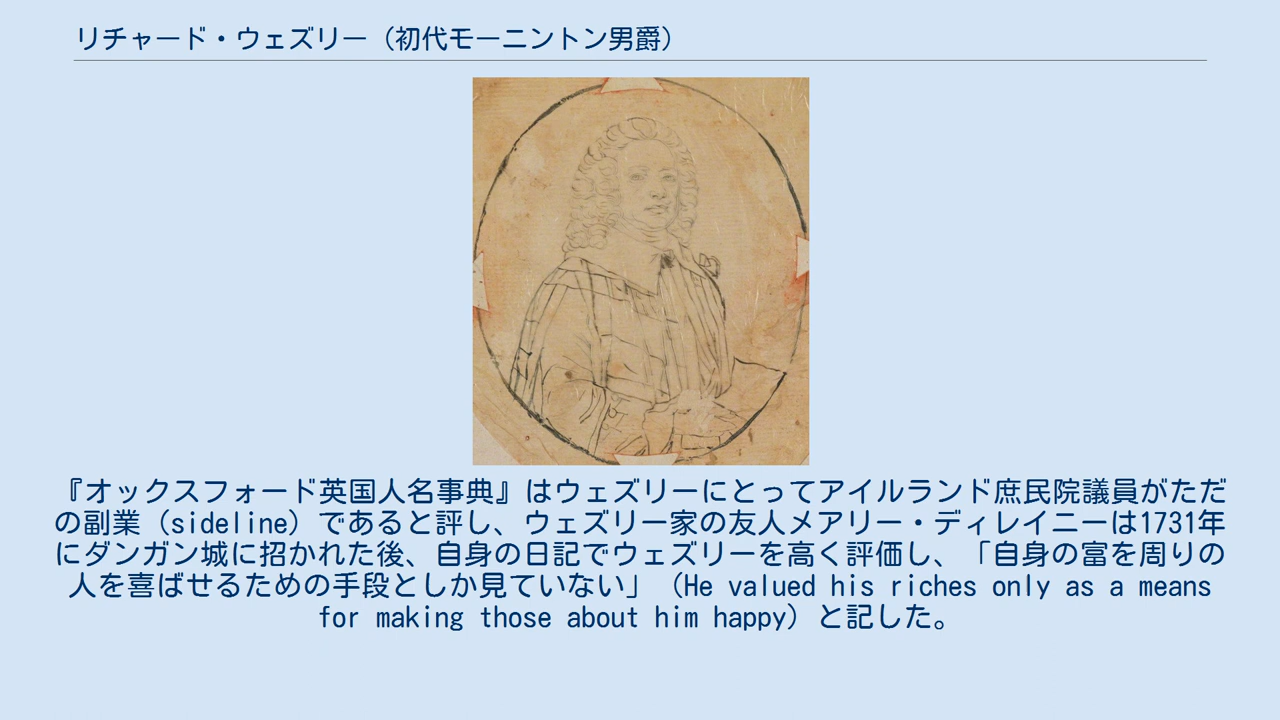 リチャード・ウェズリー（初代モーニントン男爵）
『オックスフォード英国人名事典』はウェズリーにとってアイルランド庶民院議員がただ
の副業（sideline）であると評し、ウェズリー家の友人メアリー・ディレイニーは1731年
にダンガン城に招かれた後、自身の日記でウェズリーを高く評価し、「自身の富を周りの
人を喜ばせるための手段としか見ていない」（He valued his riches only as a means
for making those about him happy）と記した。